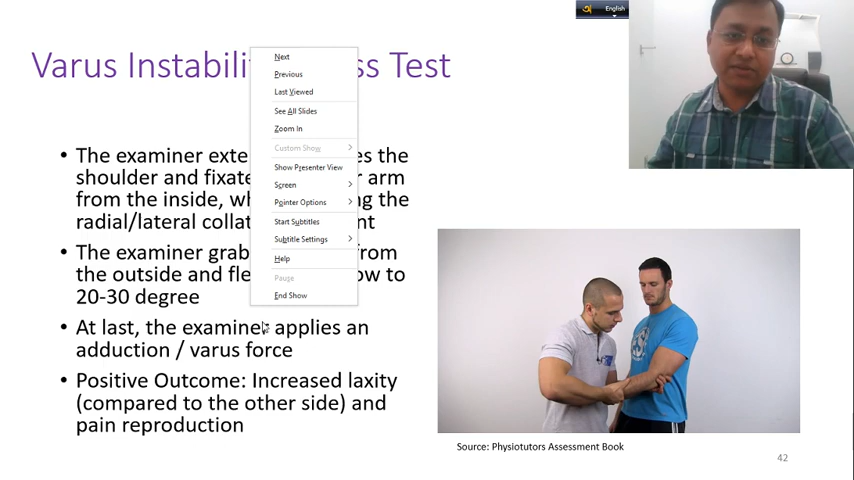 English
Varus Instabili ss Test
Next
Previous
Last Viewed
See All Slides
Zoom In
Custom Show
Show Presenter View
Screen
Pointer Options
Start Subtitles
Subtitle Settings
Help
Pause
End Show
• The examiner exte es the
shoulder and fixate r arm
from the inside, wh g the
radial/lateral collat nt
• The examiner grab from
the outside and fle ow to
20-30 degree
• At last, the examiner applies an
adduction / varus force
• Positive Outcome: Increased laxity
(compared to the other side) and
pain reproduction
Source: Physiotutors Assessment Book
42